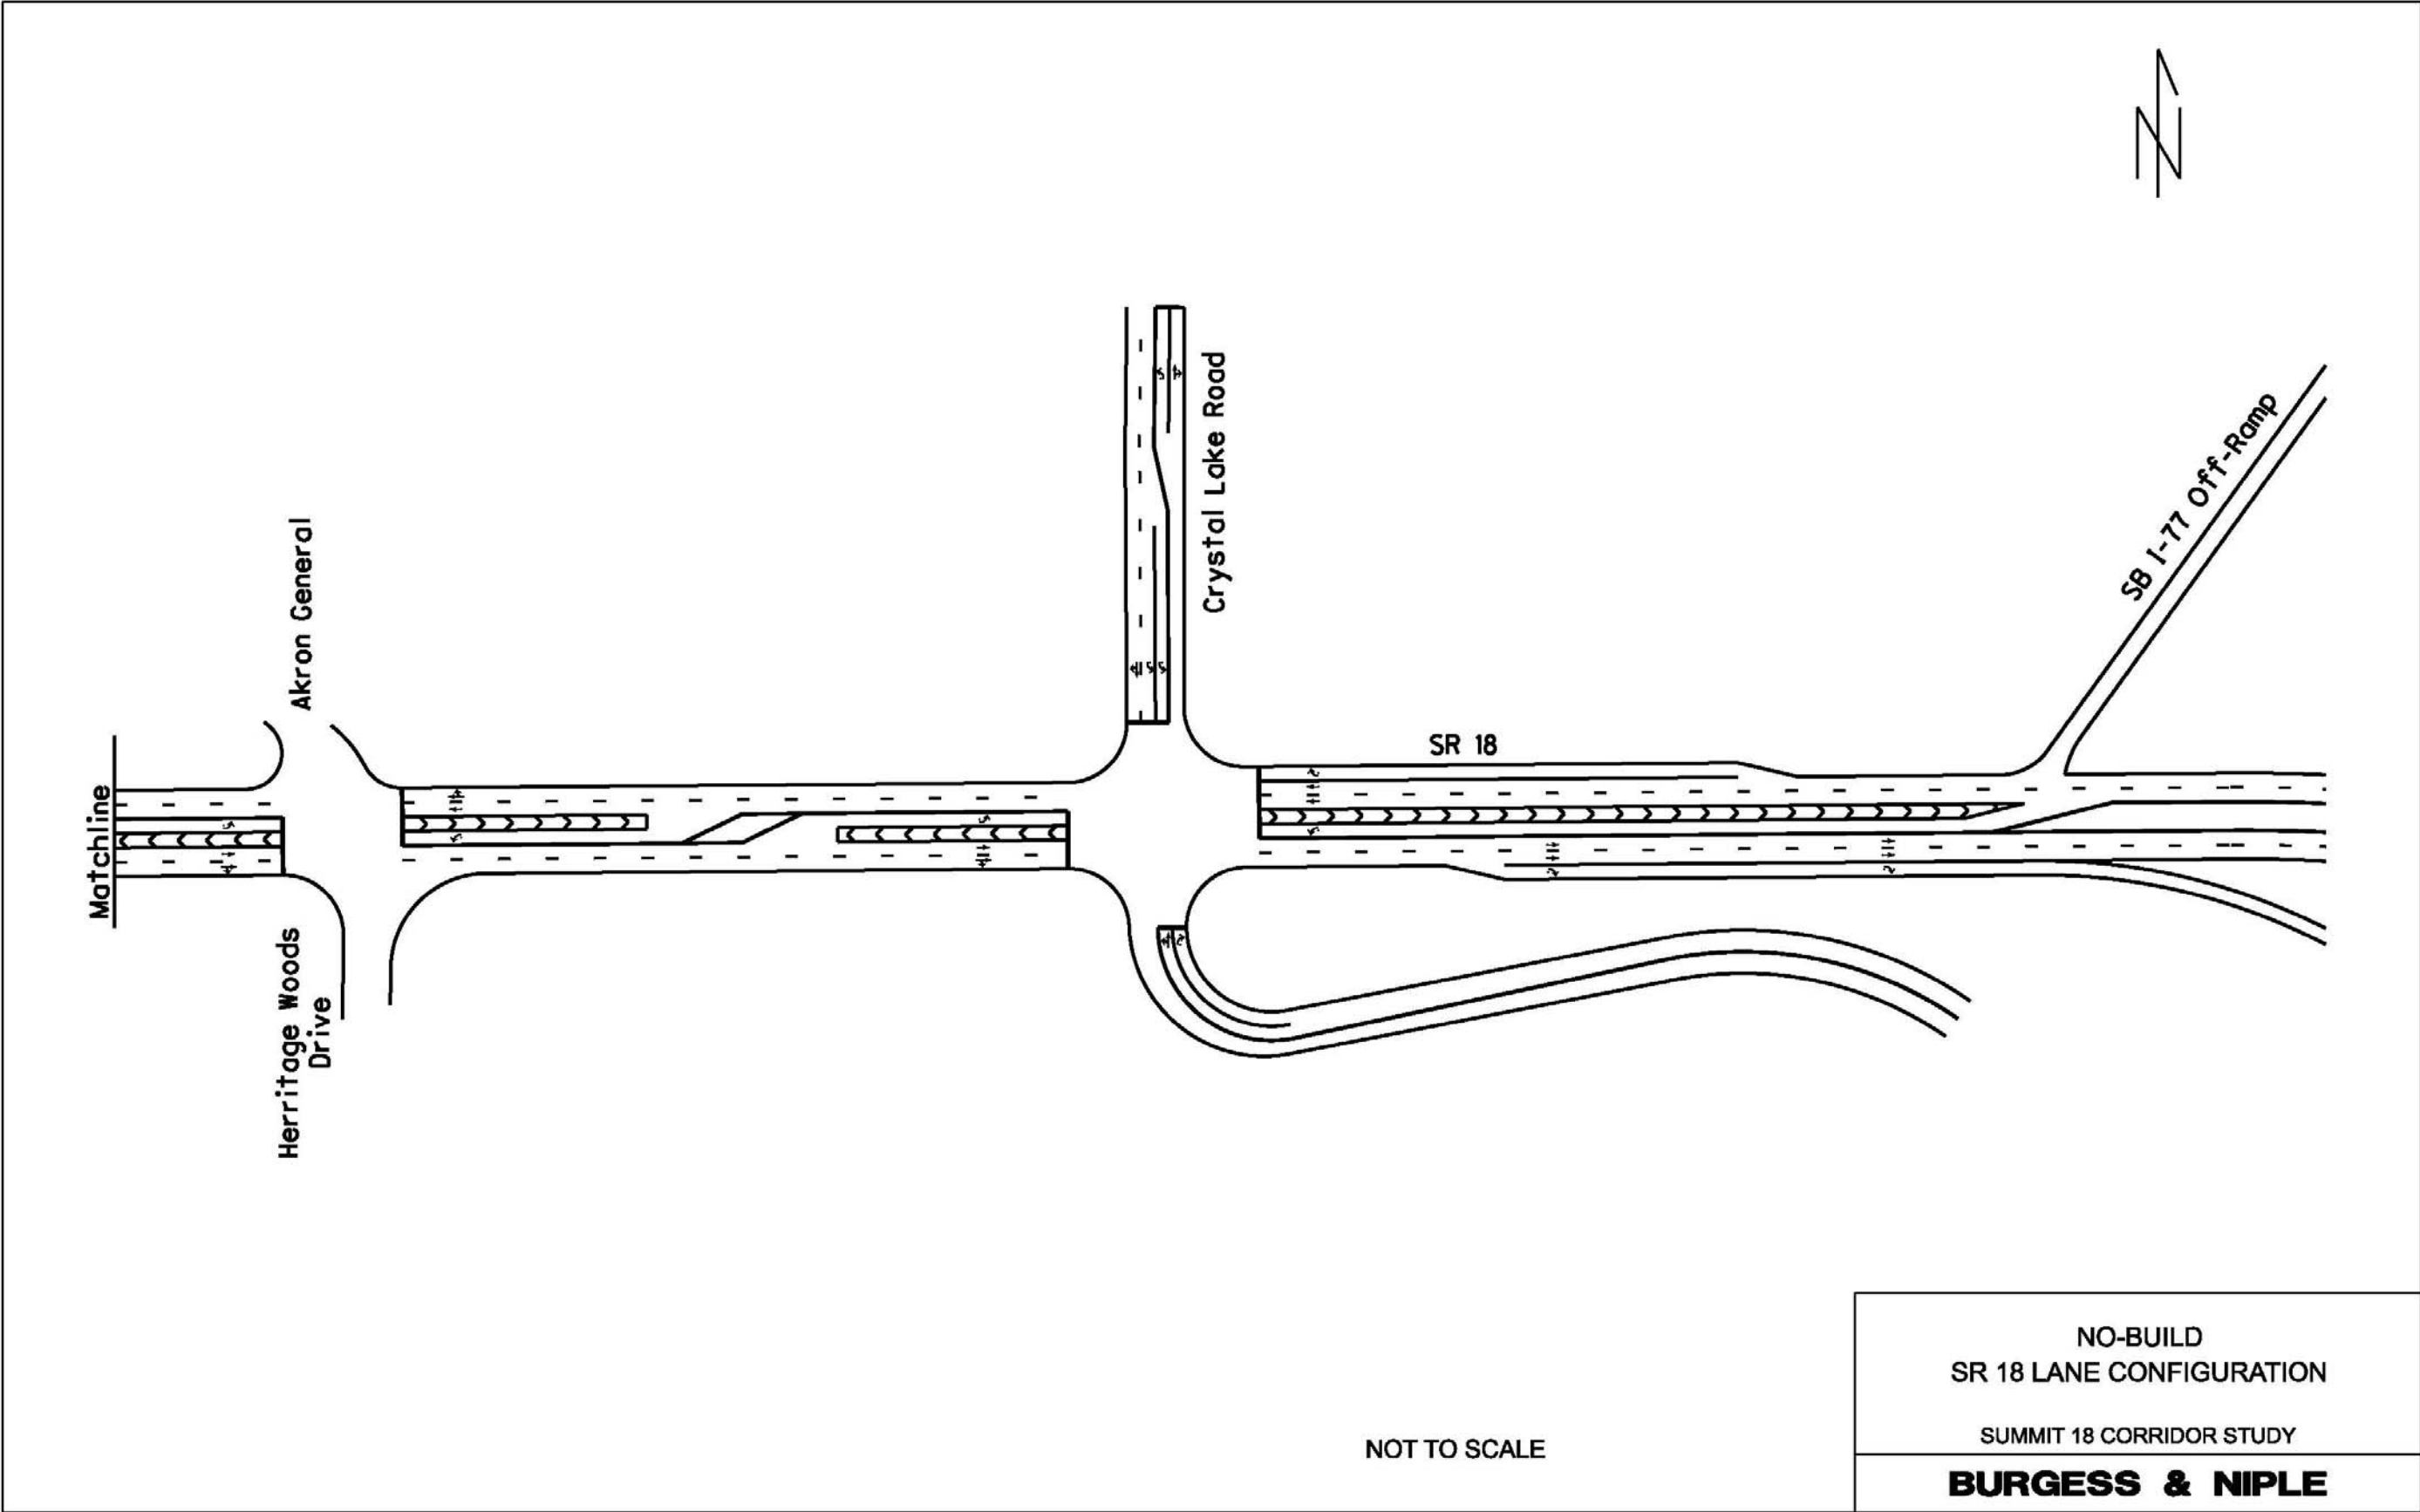 N
Crystal Lake Road
SB I-77 Off-Ramp
Akron General
SR 18
Matchline
Herritage Woods
Drive
NO-BUILD
SR 18 LANE CONFIGURATION
SUMMIT 18 CORRIDOR STUDY
NOT TO SCALE
BURGESS & NIPLE